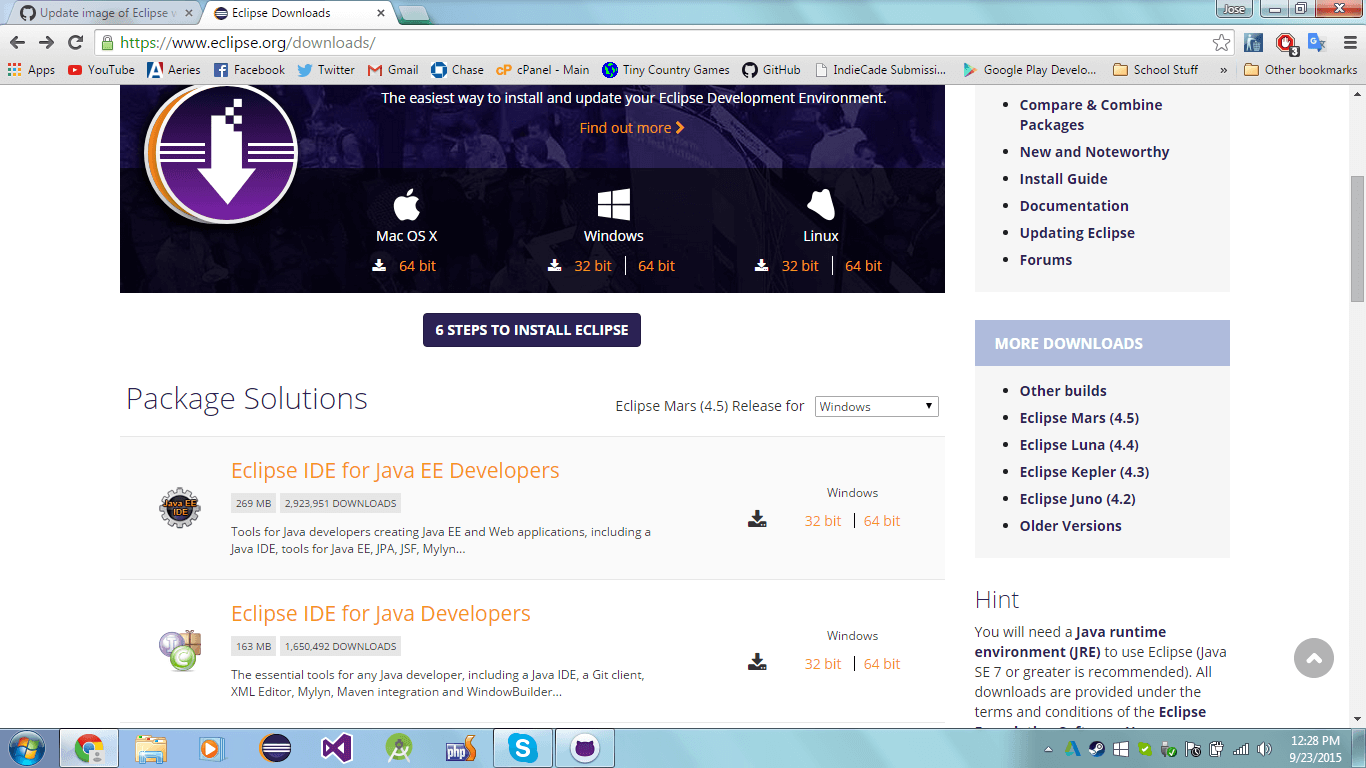 Update image of Eclipse
Eclipse Downloads
Jose
https://www.eclipse.org/downloads/
3
Apps YouTube Aeries Facebook Twitter Gmail Chase cPanel - Main Tiny Country Games GitHub IndieCade Submissi... Google Play Develo... School Stuff » Other bookmarks
The easiest way to install and update your Eclipse Development Environment.
Find out more
Mac OS X
64 bit
Windows
32 bit 64 bit
Linux
32 bit 64 bit
6 STEPS TO INSTALL ECLIPSE
Package Solutions
Eclipse Mars (4.5) Release for Windows
Java EE
IDE
Eclipse IDE for Java EE Developers
269 MB 2,923,951 DOWNLOADS
Tools for Java developers creating Java EE and Web applications, including a
Java IDE, tools for Java EE, JPA, JSF, Mylyn...
Windows
32 bit 64 bit
J
C
Eclipse IDE for Java Developers
163 MB 1,650,492 DOWNLOADS
The essential tools for any Java developer, including a Java IDE, a Git client,
XML Editor, Mylyn, Maven integration and WindowBuilder...
Windows
32 bit 64 bit
Compare & Combine
Packages
New and Noteworthy
Install Guide
Documentation
Updating Eclipse
Forums
MORE DOWNLOADS
Other builds
Eclipse Mars (4.5)
Eclipse Luna (4.4)
Eclipse Kepler (4.3)
Eclipse Juno (4.2)
Older Versions
Hint
You will need a Java runtime
environment (JRE) to use Eclipse (Java
SE 7 or greater is recommended). All
downloads are provided under the
terms and conditions of the Eclipse
php
12:28 PM
9/23/2015